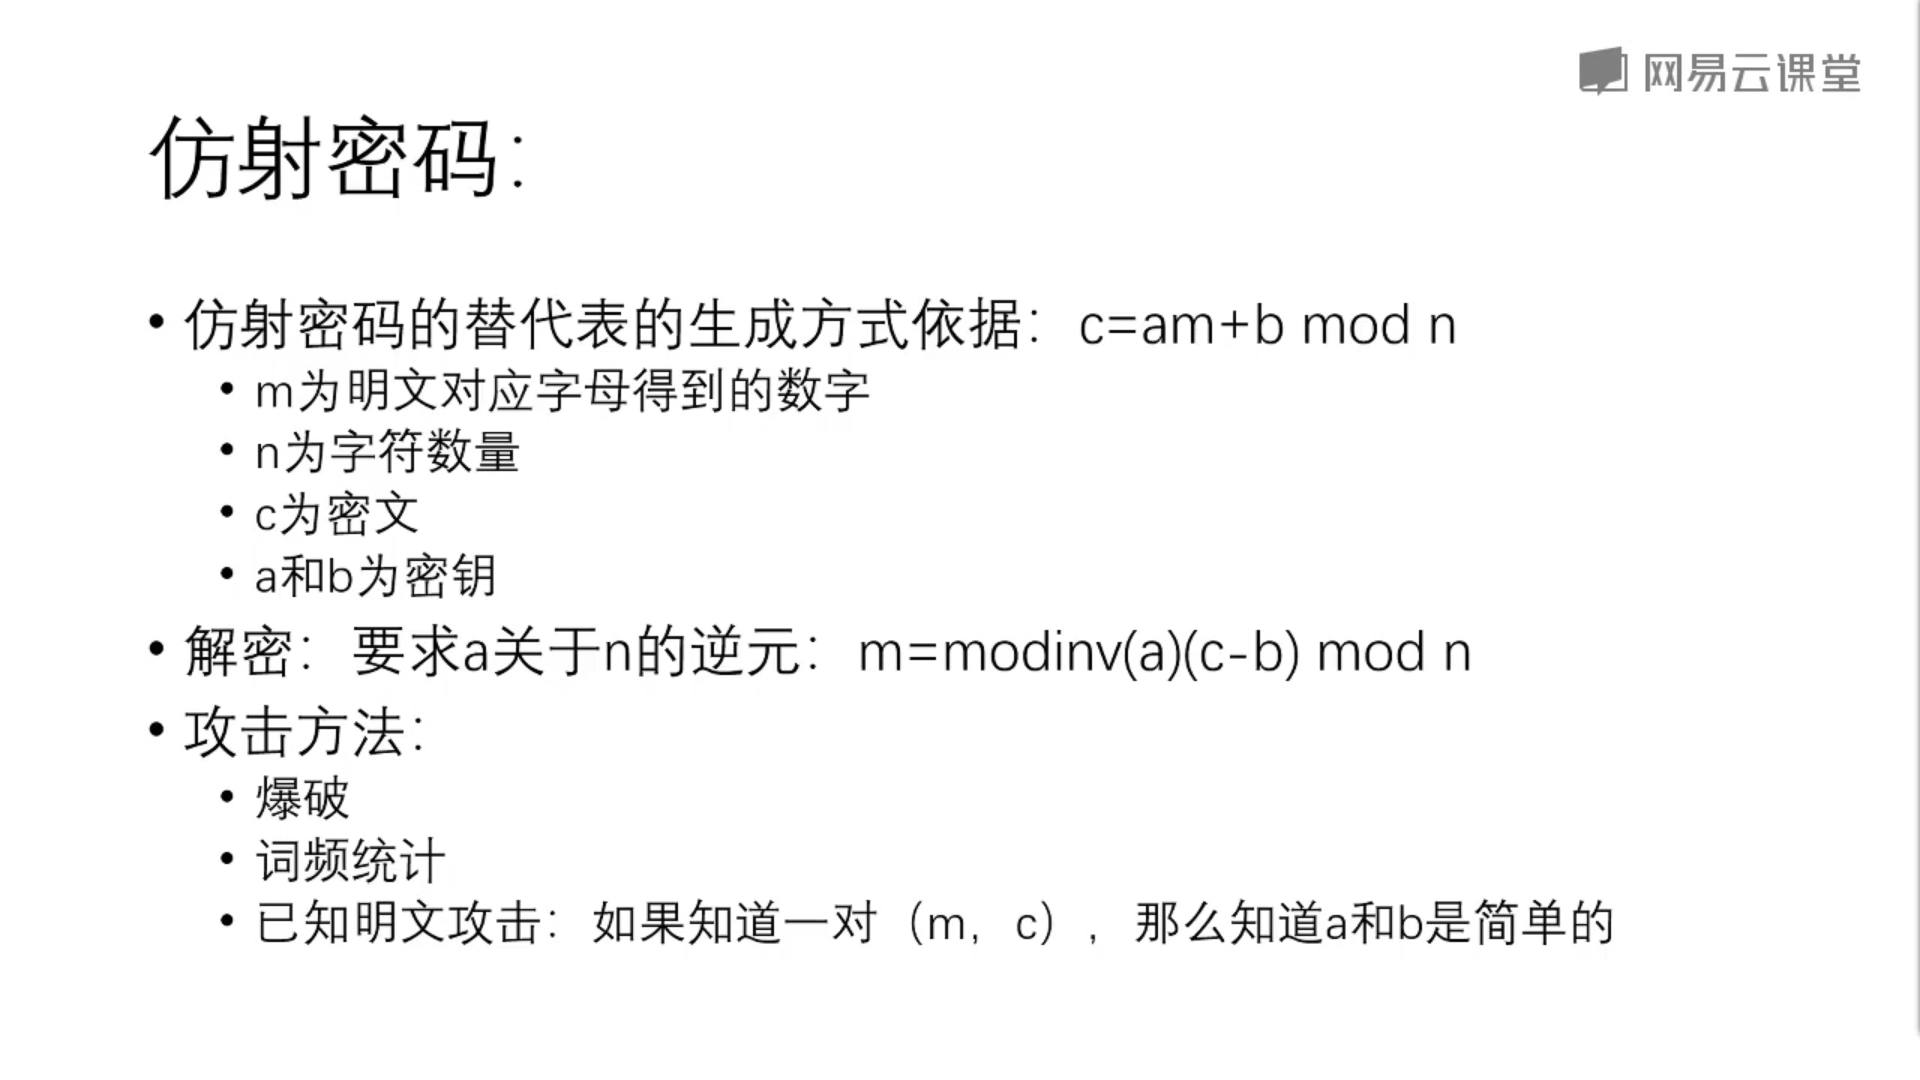 网易云课堂
仿射密码：
• 仿射密码的替代表的生成方式依据：c=am+b mod n
• m为明文对应字母得到的数字
• n为字符数量
• c为密文
• a和b为密钥
• 解密：要求a关于n的逆元：m=modinv(a)(c-b) mod n
• 攻击方法：
• 爆破
• 词频统计
• 已知明文攻击：如果知道一对（m，c），那么知道a和b是简单的